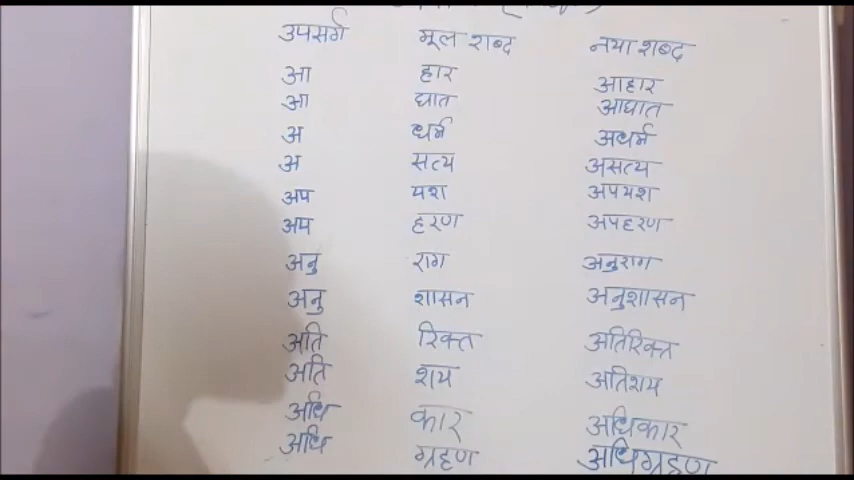 उपसर्ग मूल शब्द नया शब्द
आ हार आहार
आ घात आघात
अ धर्म अधर्म
अ सत्य असत्य
अप यश अपयश
अप हरण अपहरण
अनु राग अनुराग
अनु शासन अनुशासन
अति रिक्त अतिरिक्त
अति शय अतिशय
अधि कार अधिकार
अधि ग्रहण अधिग्रहण